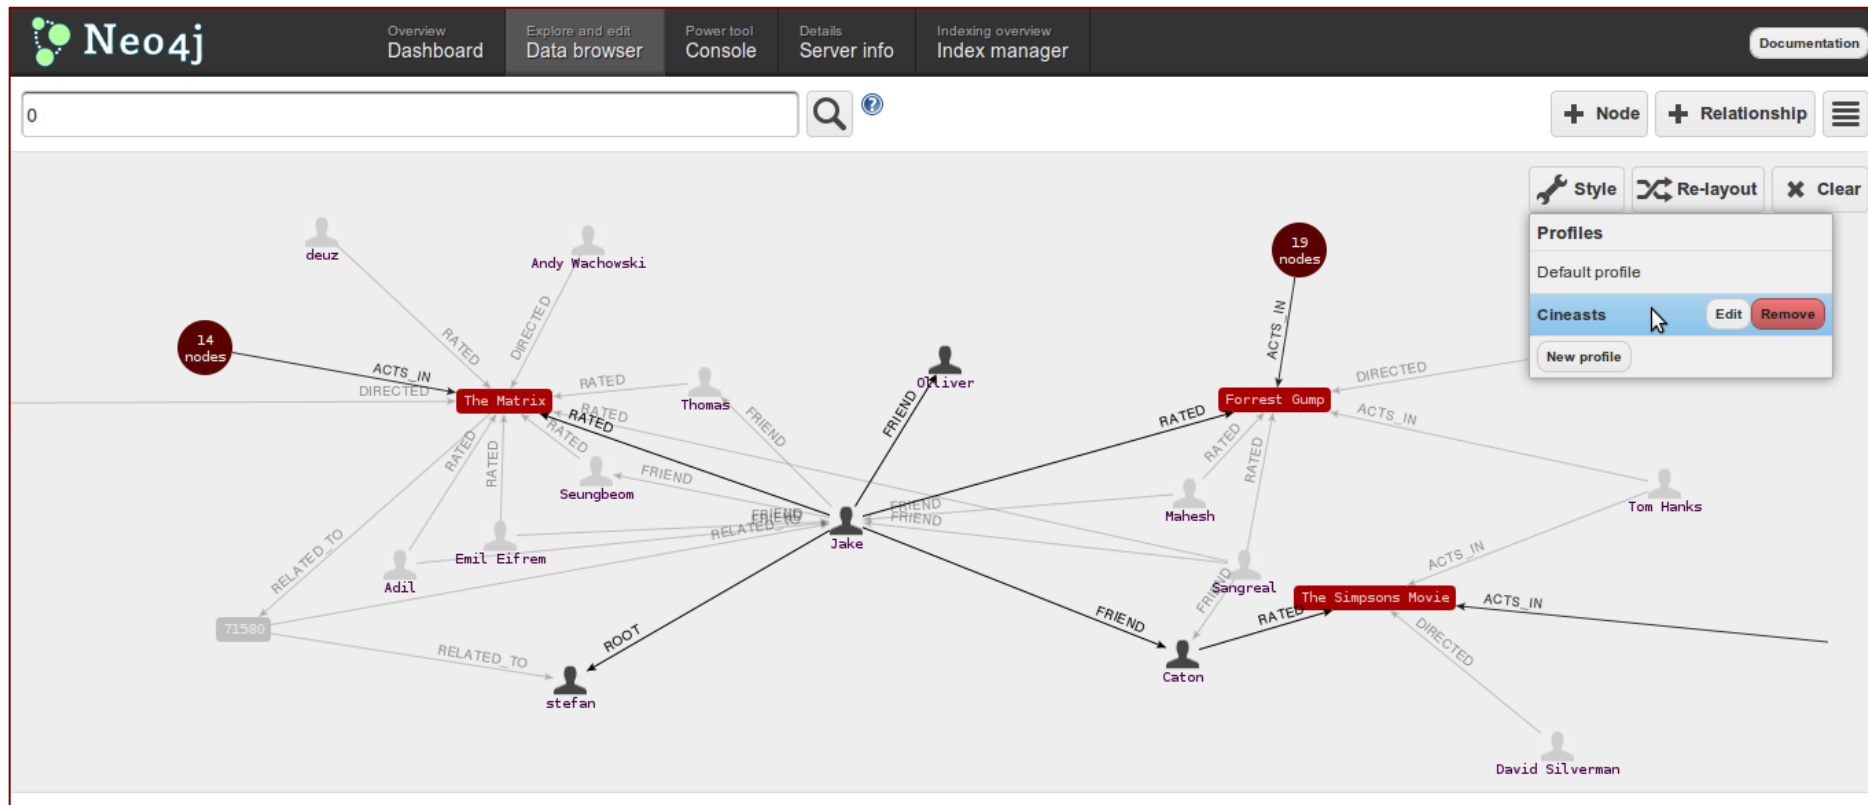 Neo4j
Overview
Dashboard
Explore and edit
Data browser
Power tool
Console
Details
Server info
Indexing overview
Index manager
Documentation
0
?
Node
Relationship
Style
Re-layout
Clear
Profiles
Default profile
Cineasts
Edit
Remove
New profile
deuz
Andy Wachowski
19
nodes
14
nodes
RATED
DIRECTED
ACTS_IN
ACTS_IN
DIRECTED
DIRECTED
The Matrix
RATED
Thomas
Olliver
Forrest Gump
RATED
RATED
FRIEND
FRIEND
RATED
ACTS_IN
RATED
RATED
RATED
RATED
RATED
Seungbeom
FRIEND
Mahesh
Tom Hanks
FRIEND
FRIEND
FRIEND
FRIEND
RELATED_TO
Jake
Emil Eifrem
Adil
RELATED_TO
ACTS_IN
Sangreal
FRIEND
The Simpsons Movie
ACTS_IN
71580
ROOT
FRIEND
RATED
DIRECTED
RELATED_TO
stefan
Caton
David Silverman